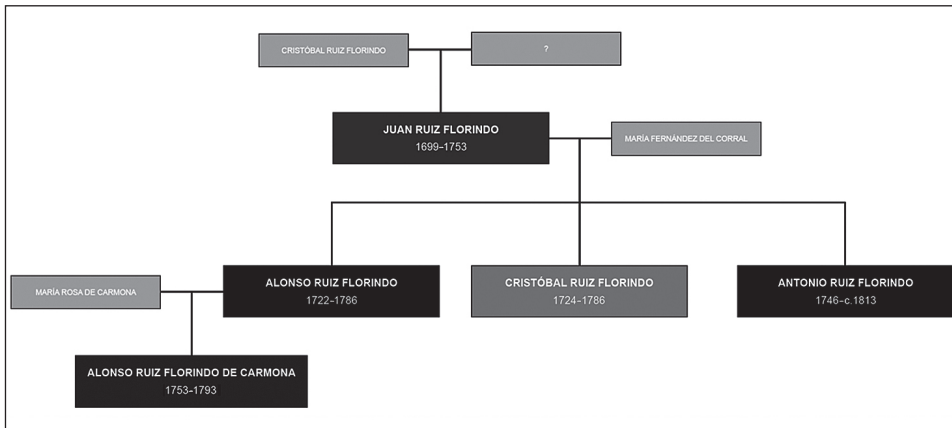 CRISTÓBAL RUIZ FLORINDO
?
JUAN RUIZ FLORINDO
1699-1753
MARÍA FERNÁNDEZ DEL CORRAL
MARÍA ROSA DE CARMONA
ALONSO RUIZ FLORINDO
1722-1786
CRISTÓBAL RUIZ FLORINDO
1724-1786
ANTONIO RUIZ FLORINDO
1746-c.1813
ALONSO RUIZ FLORINDO DE CARMONA
1753-1793